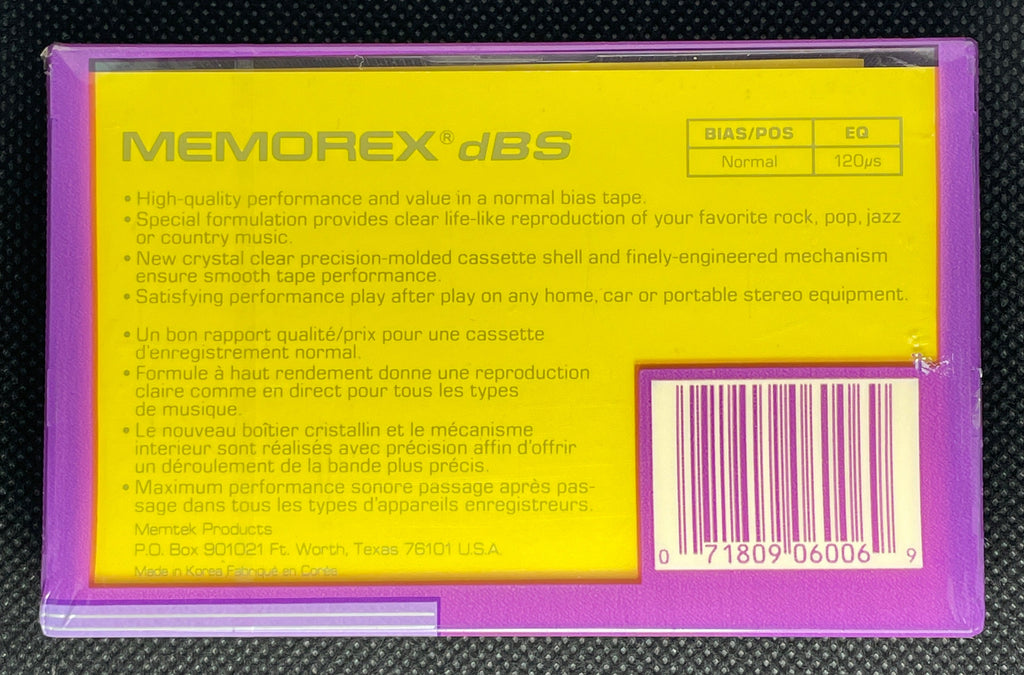 MEMOREX® dBS
BIAS/POS EQ
Normal 120µs
• High-quality performance and value in a normal bias tape.
• Special formulation provides clear life-like reproduction of your favorite rock, pop, jazz
or country music.
• New crystal clear precision-molded cassette shell and finely-engineered mechanism
ensure smooth tape performance.
• Satisfying performance play after play on any home, car or portable stereo equipment.
• Un bon rapport qualité/prix pour une cassette
d'enregistrement normal.
• Formule à haut rendement donne une reproduction
claire comme en direct pour tous les types
de musique.
• Le nouveau boîtier cristallin et le mécanisme
interieur sont réalisés avec précision affin d'offrir
un déroulement de la bande plus précis.
• Maximum performance sonore passage après pas-
sage dans tous les types d'appareils enregistreurs.
Memtek Products
P.O. Box 901021 Ft. Worth, Texas 76101 U.S.A.
Made in Korea Fabriqué en Corée
0 71809 06006 9